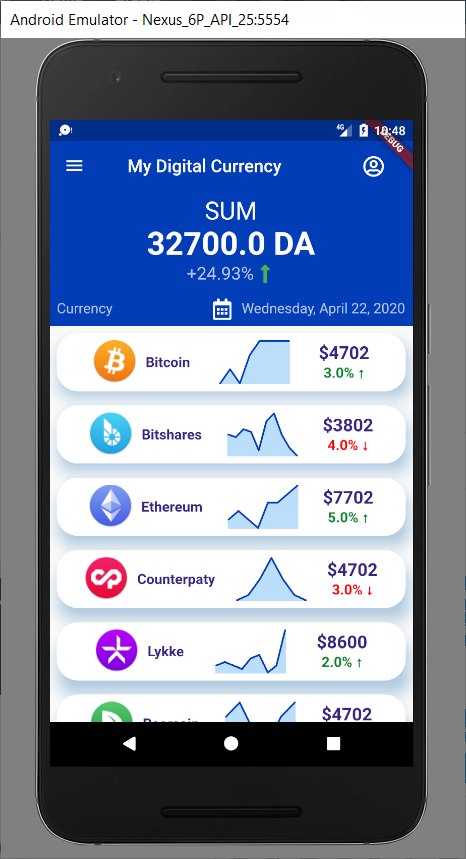 Android Emulator - Nexus_6P_API_25:5554
4G 10:48
DEBUG
My Digital Currency
SUM
32700.0 DA
+24.93% ↑
Currency Wednesday, April 22, 2020
Bitcoin $4702
3.0% ↑
Bitshares $3802
4.0% ↓
Ethereum $7702
5.0% ↑
Counterpaty $4702
3.0% ↓
Lykke $8600
2.0% ↑
$4702